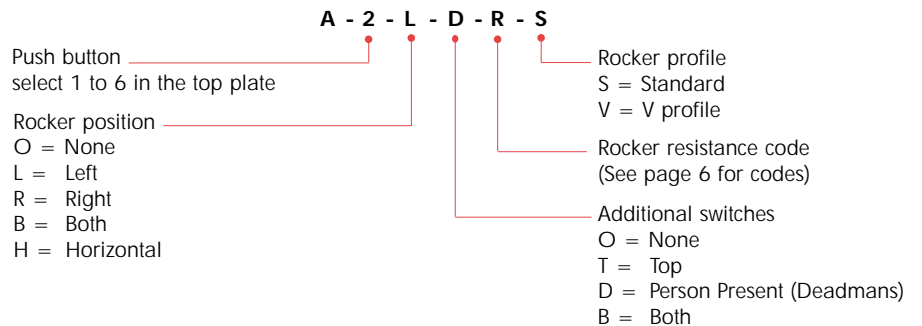 A - 2 - L - D - R - S
Push button
select 1 to 6 in the top plate
Rocker position
O = None
L = Left
R = Right
B = Both
H = Horizontal
Rocker profile
S = Standard
V = V profile
Rocker resistance code
(See page 6 for codes)
Additional switches
O = None
T = Top
D = Person Present (Deadmans)
B = Both